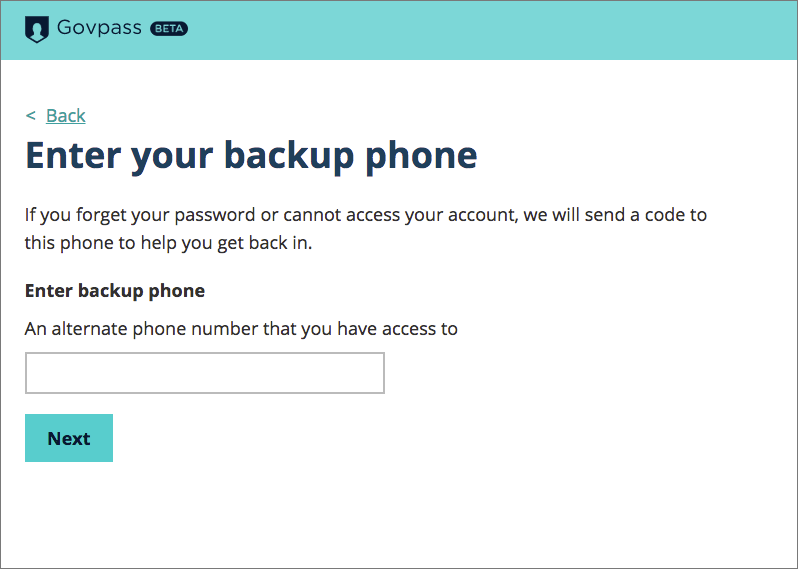 Govpass BETA
< Back
Enter your backup phone
If you forget your password or cannot access your account, we will send a code to
this phone to help you get back in.
Enter backup phone
An alternate phone number that you have access to
Next